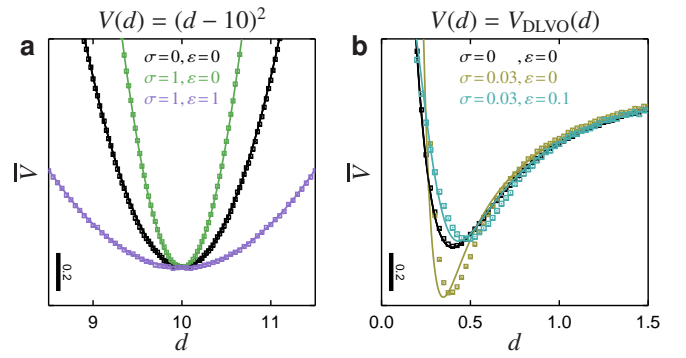 V(d) = (d − 10)²
a
σ=0, ε=0
σ=1, ε=0
σ=1, ε=1
V̅
0.2
9 10 11
d
V(d) = V_DLVO(d)
b
σ=0 , ε=0
σ=0.03, ε=0
σ=0.03, ε=0.1
V̅
0.2
0.0 0.5 1.0 1.5
d